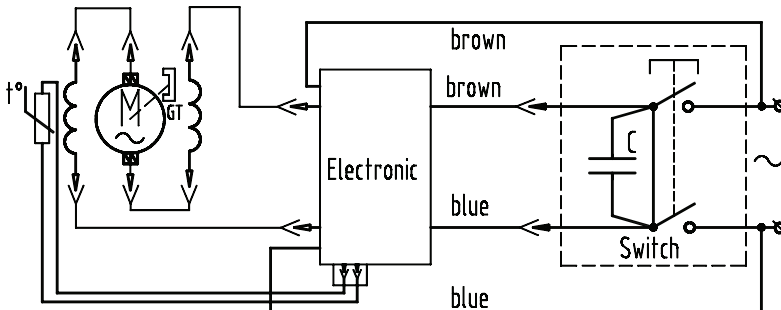 brown
brown
t°
M
GT
C
Electronic
blue
Switch
blue